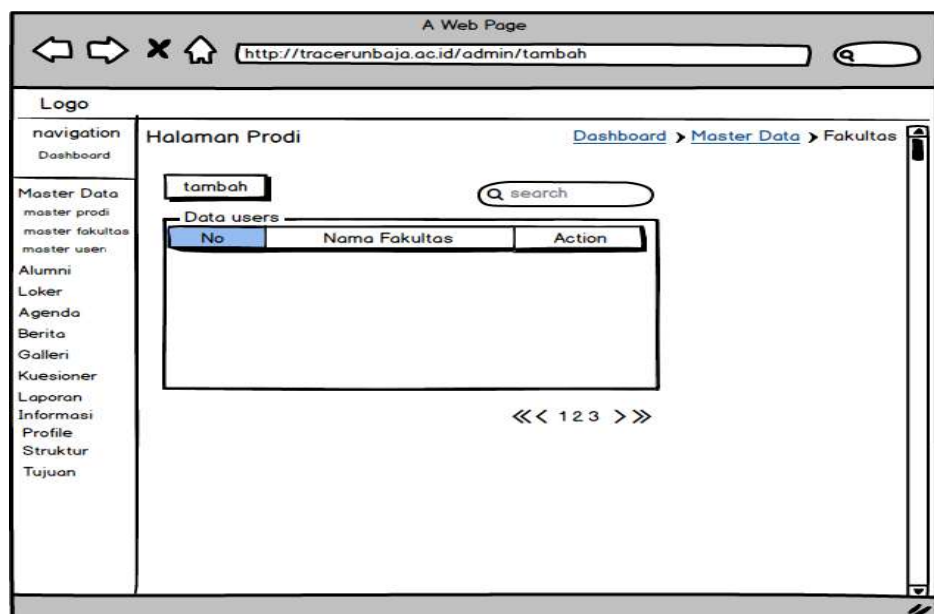 A Web Page
http://tracerunbaja.ac.id/admin/tambah
Logo
navigation
Dashboard
Master Data
master prodi
master fakultas
master user
Alumni
Loker
Agenda
Berita
Galleri
Kuesioner
Laporan
Informasi
Profile
Struktur
Tujuan
Halaman Prodi
Dashboard > Master Data > Fakultas
tambah
search
Data users
No Nama Fakultas Action
≪< 1 2 3 >≫